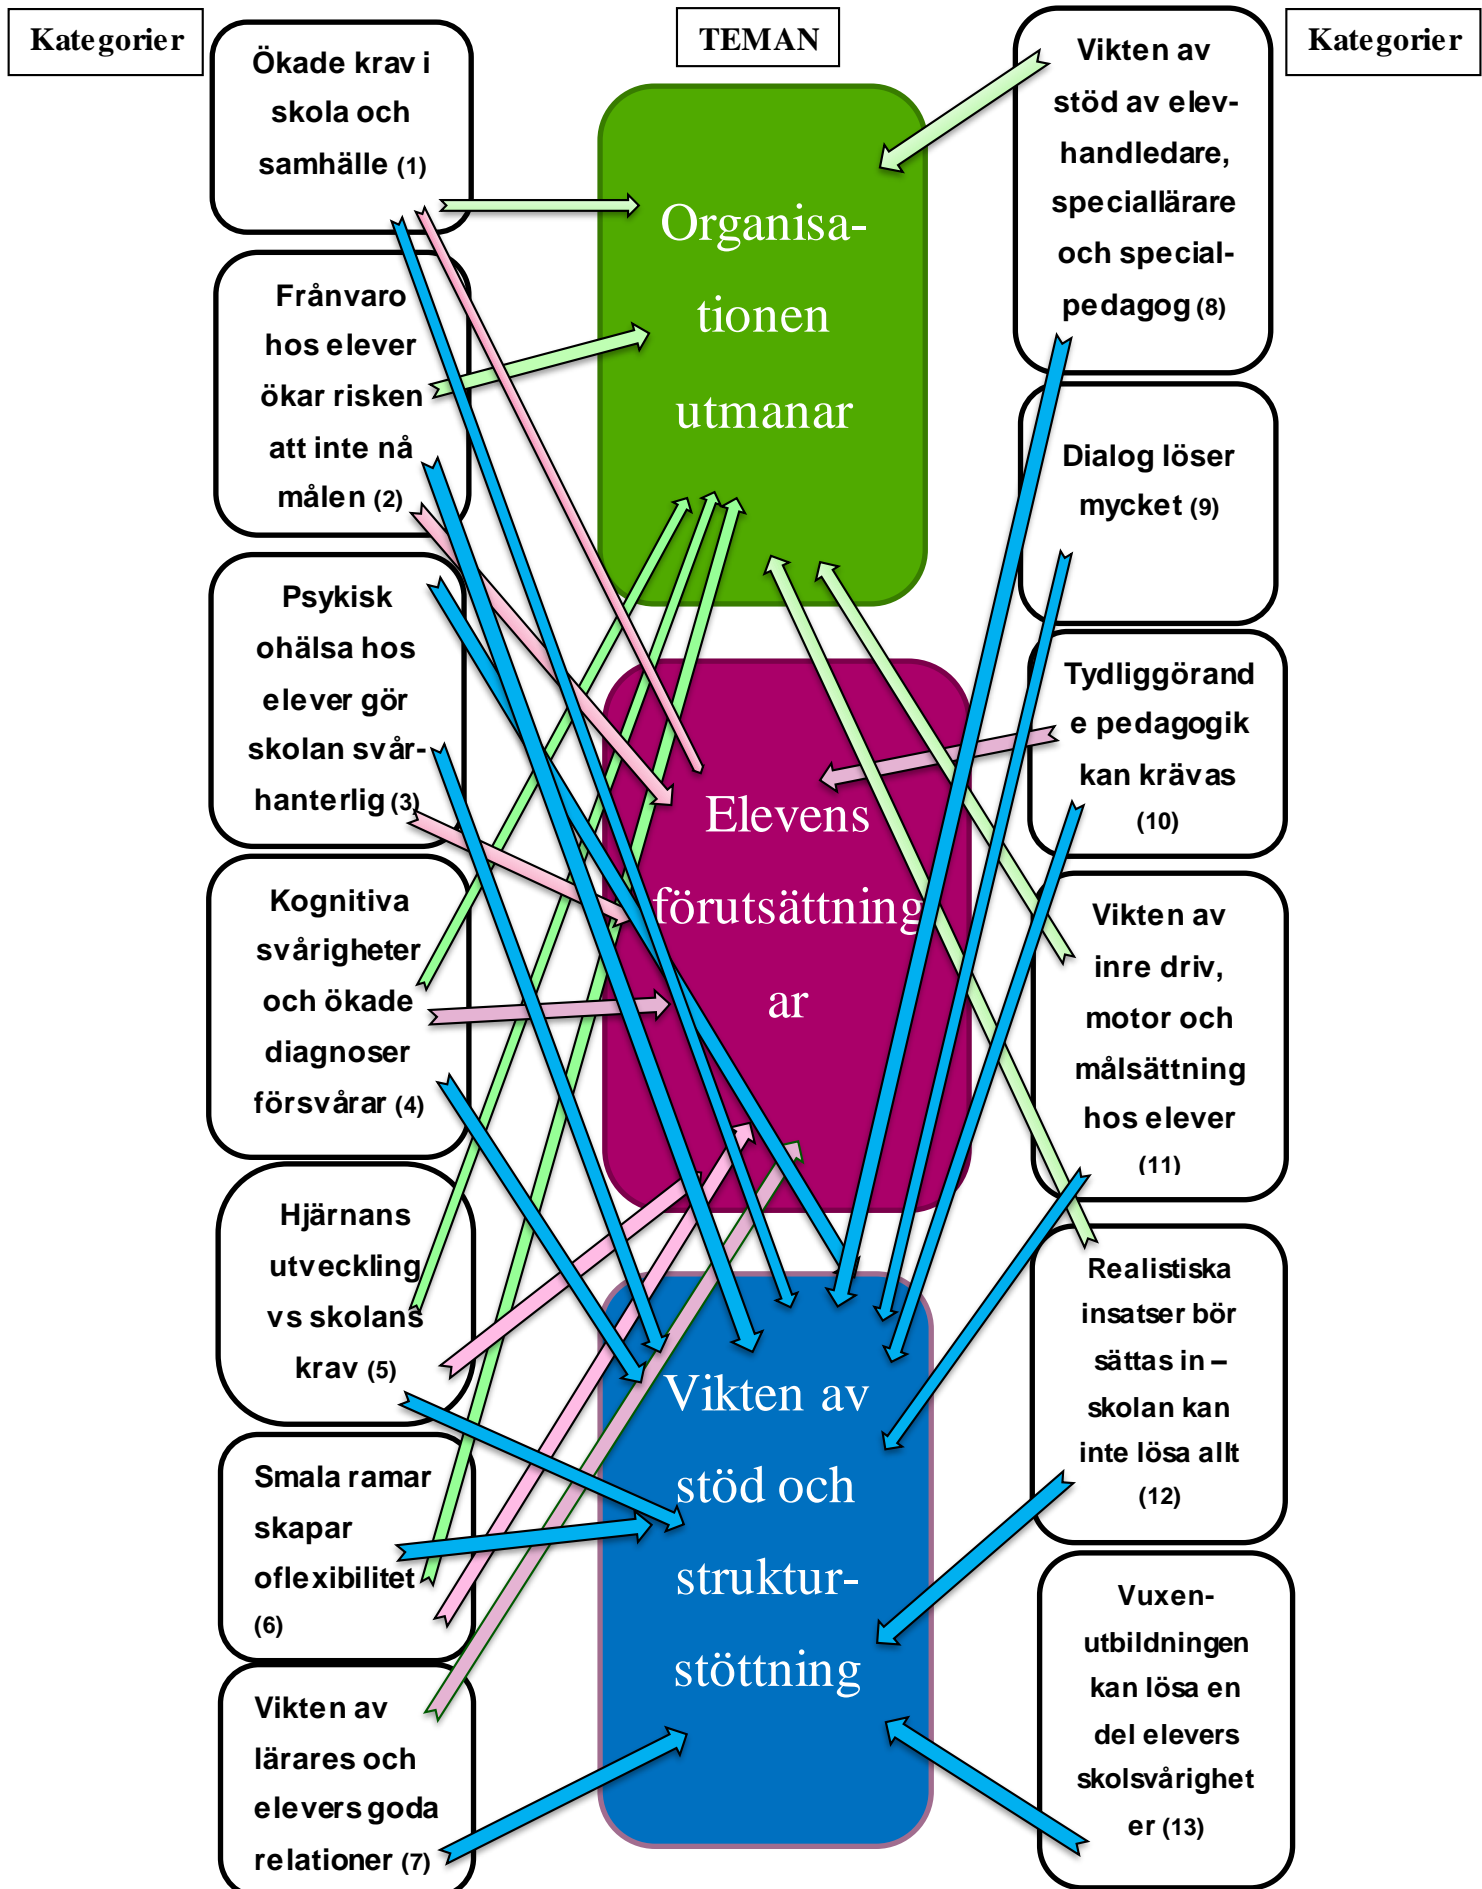 Kategorier
Ökade krav i
skola och
samhälle (1)
Frånvaro
hos elever
ökar risken
att inte nå
målen (2)
Psykisk
ohälsa hos
elever gör
skolan svår-
hanterlig (3)
Kognitiva
svårigheter
och ökade
diagnoser
försvårar (4)
Hjärnans
utveckling
vs skolans
krav (5)
Smala ramar
skapar
oflexibilitet
(6)
Vikten av
lärares och
elevers goda
relationer (7)
TEMAN
Organisa-
tionen
utmanar
Elevens
förutsättning
ar
Vikten av
stöd och
struktur-
stöttning
Kategorier
Vikten av
stöd av elev-
handledare,
speciallärare
och special-
pedagog (8)
Dialog löser
mycket (9)
Tydliggörand
e pedagogik
kan krävas
(10)
Vikten av
inre driv,
motor och
målsättning
hos elever
(11)
Realistiska
insatser bör
sättas in –
skolan kan
inte lösa allt
(12)
Vuxen-
utbildningen
kan lösa en
del elevers
skolsvårighet
er (13)